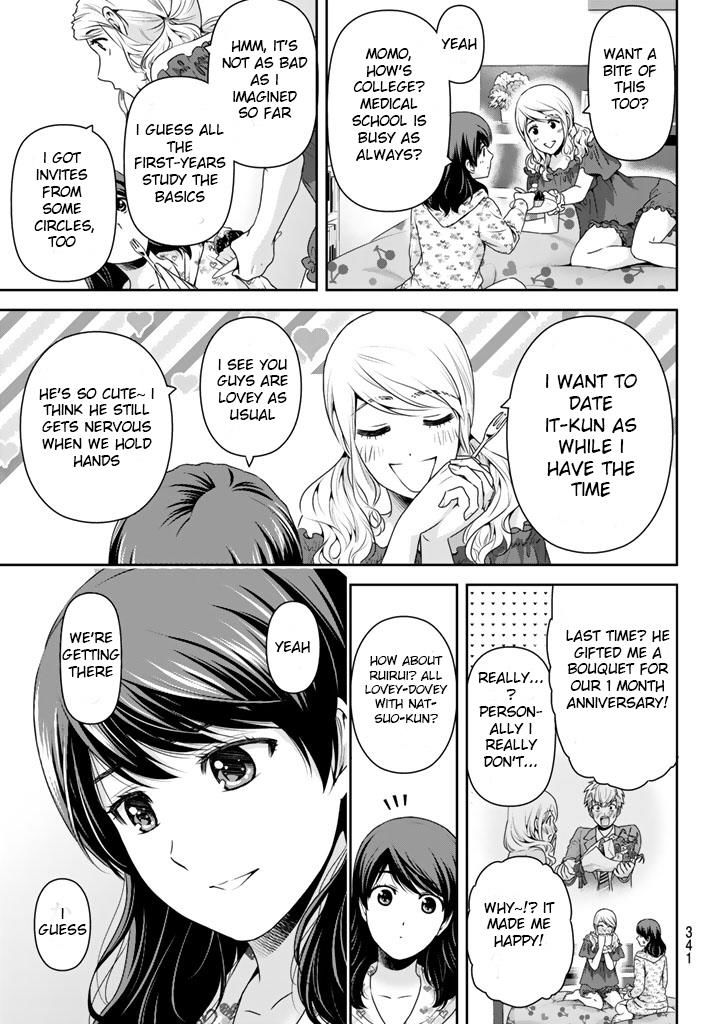 WANT A
BITE OF
THIS
TOO?
YEAH
MOMO,
HOW'S
COLLEGE?
MEDICAL
SCHOOL IS
BUSY AS
ALWAYS?
HMM, IT'S
NOT AS BAD
AS I
IMAGINED
SO FAR
I GUESS ALL
THE
FIRST-YEARS
STUDY THE
BASICS
I GOT
INVITES
FROM
SOME
CIRCLES,
TOO
I WANT TO
DATE
IT-KUN AS
WHILE I
HAVE THE
TIME
I SEE YOU
GUYS ARE
LOVEY AS
USUAL
HE'S SO CUTE~ I
THINK HE STILL
GETS NERVOUS
WHEN WE HOLD
HANDS
LAST TIME? HE
GIFTED ME A
BOUQUET FOR
OUR 1 MONTH
ANNIVERSARY!
REALLY...
?
PERSON-
ALLY I
REALLY
DON'T...
WHY~!? IT
MADE ME
HAPPY!
HOW ABOUT
RUIRUI? ALL
LOVEY-DOVEY
WITH NAT-
SUO-KUN?
YEAH
WE'RE
GETTING
THERE
I
GUESS
341